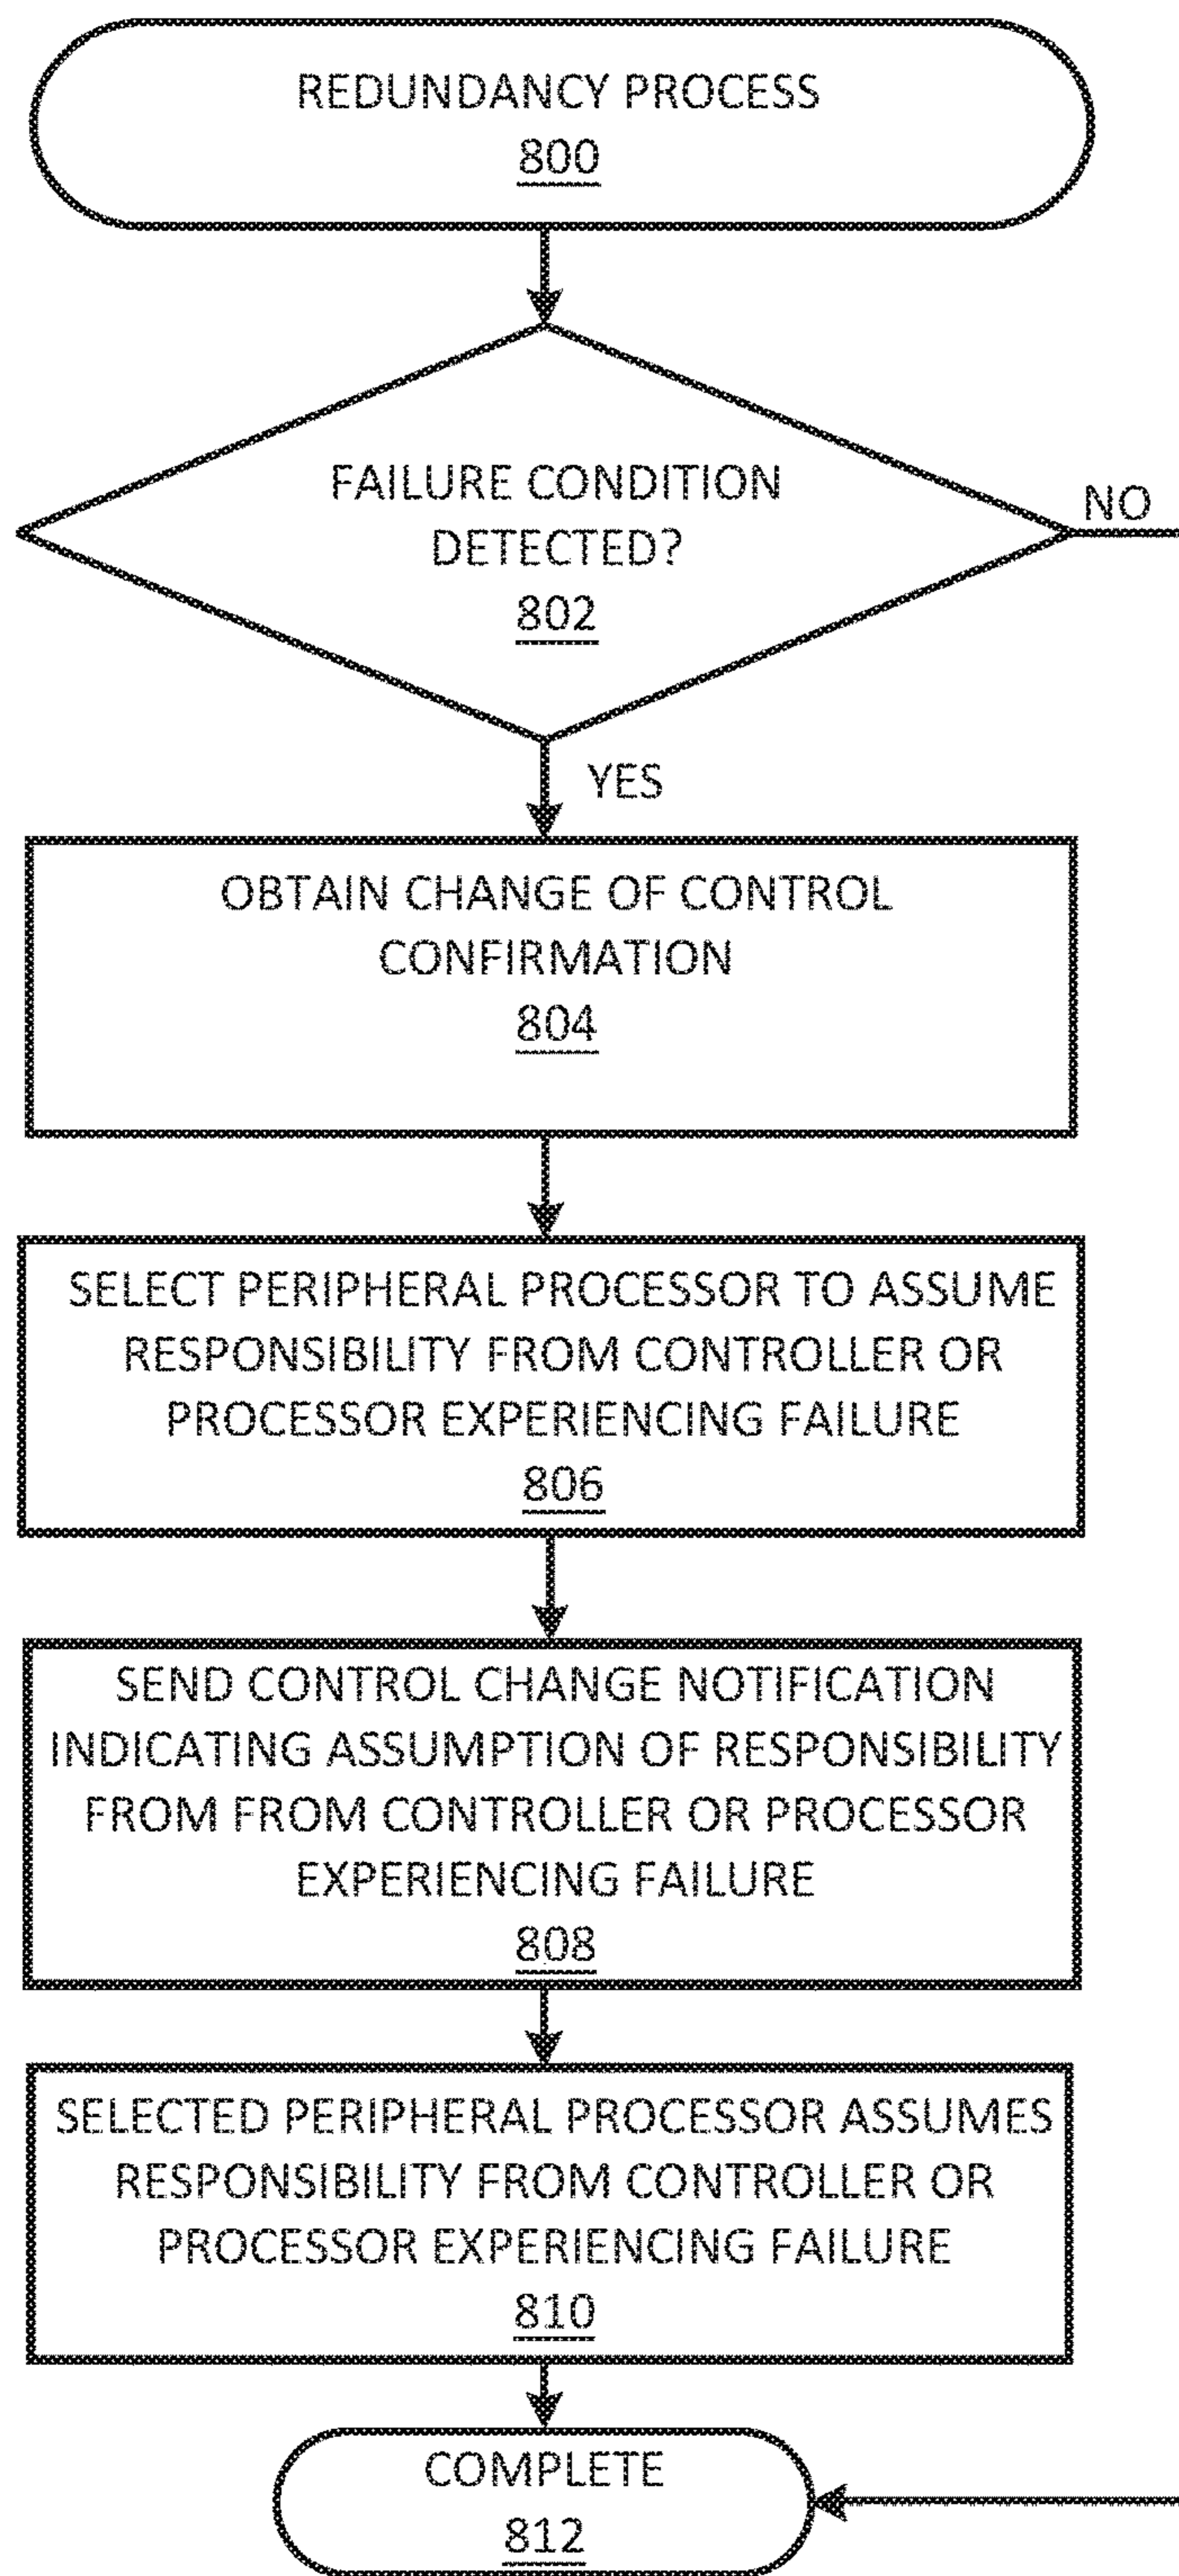 REDUNDANCY PROCESS
800
FAILURE CONDITION
DETECTED?
802
NO
YES
OBTAIN CHANGE OF CONTROL
CONFIRMATION
804
SELECT PERIPHERAL PROCESSOR TO ASSUME
RESPONSIBILITY FROM CONTROLLER OR
PROCESSOR EXPERIENCING FAILURE
806
SEND CONTROL CHANGE NOTIFICATION
INDICATING ASSUMPTION OF RESPONSIBILITY
FROM FROM CONTROLLER OR PROCESSOR
EXPERIENCING FAILURE
808
SELECTED PERIPHERAL PROCESSOR ASSUMES
RESPONSIBILITY FROM CONTROLLER OR
PROCESSOR EXPERIENCING FAILURE
810
COMPLETE
812